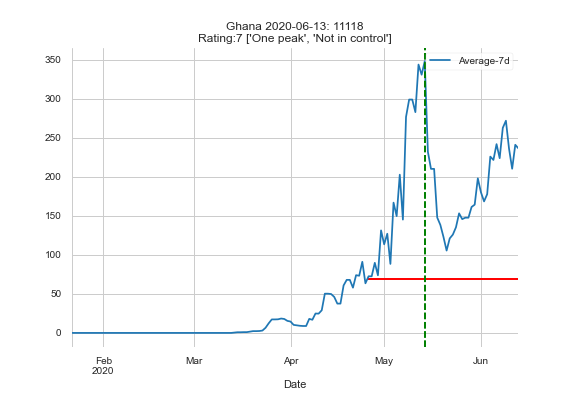 Ghana 2020-06-13: 11118
Rating:7 ['One peak', 'Not in control']
Average-7d
350
300
250
200
150
100
50
0
Feb
2020
Mar
Apr
May
Jun
Date